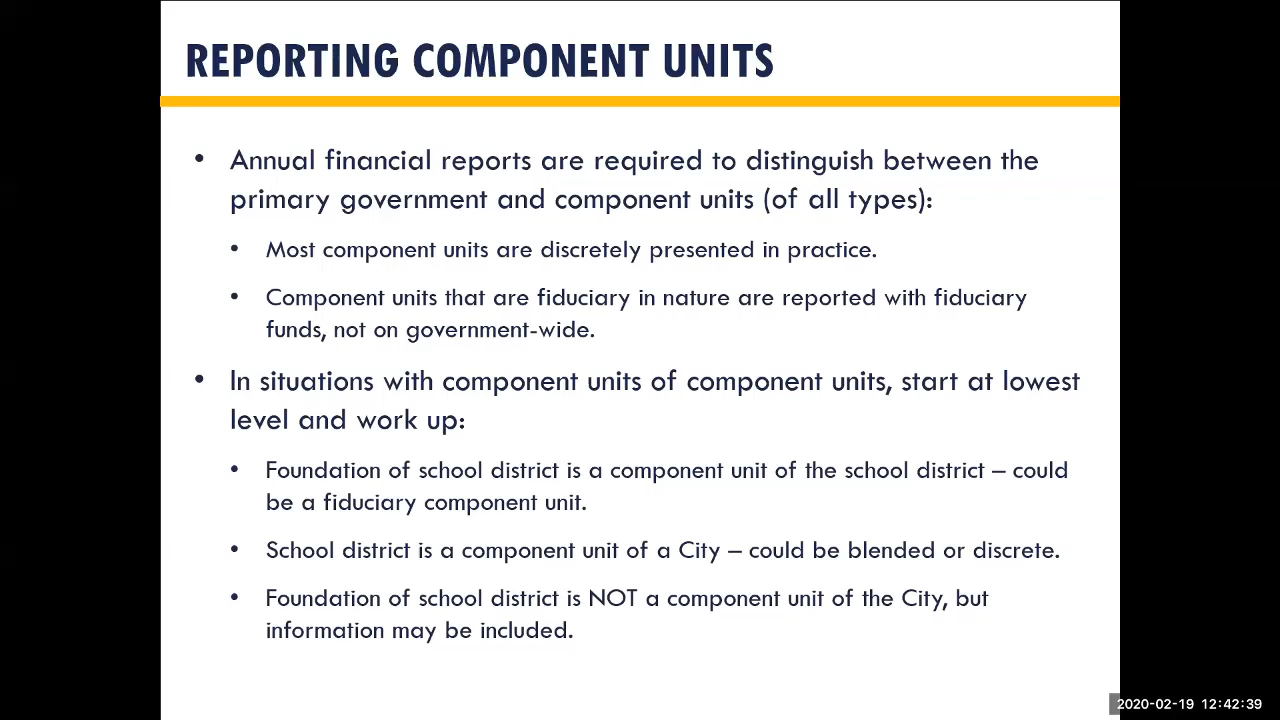 REPORTING COMPONENT UNITS
• Annual financial reports are required to distinguish between the
primary government and component units (of all types):
• Most component units are discretely presented in practice.
• Component units that are fiduciary in nature are reported with fiduciary
funds, not on government-wide.
• In situations with component units of component units, start at lowest
level and work up:
• Foundation of school district is a component unit of the school district – could
be a fiduciary component unit.
• School district is a component unit of a City – could be blended or discrete.
• Foundation of school district is NOT a component unit of the City, but
information may be included.
2020-02-19 12:42:39